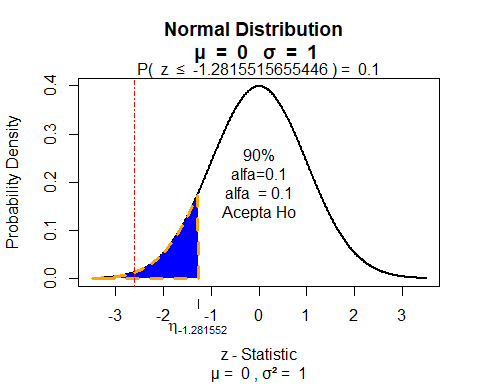 Normal Distribution
μ = 0 σ = 1
P( z ≤ -1.2815515655446 ) = 0.1
0.4
0.3
0.2
0.1
0.0
Probability Density
90%
alfa=0.1
alfa = 0.1
Acepta Ho
-3 -2 -1 0 1 2 3
η-1.281552
z - Statistic
μ = 0 , σ² = 1